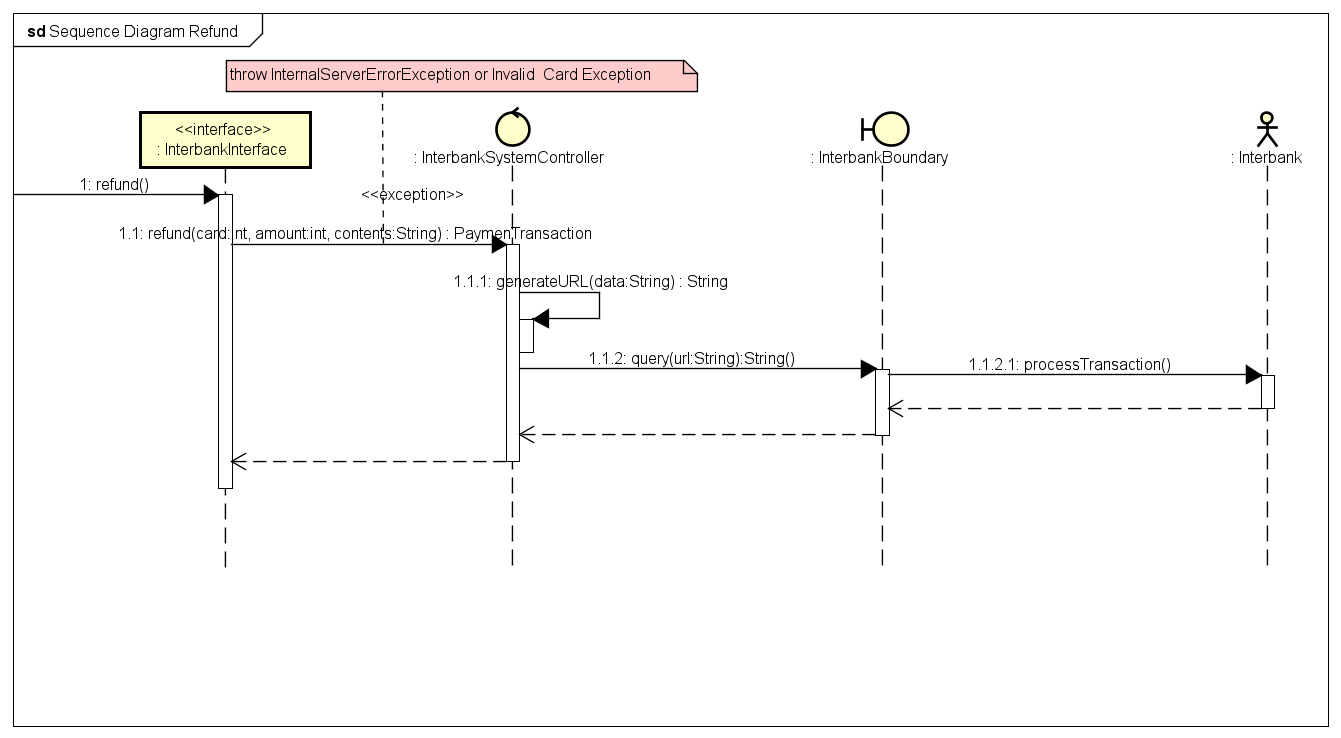 sd Sequence Diagram Refund
throw InternalServerErrorException or Invalid Card Exception
<<interface>>
: InterbankInterface
: InterbankSystemController
: InterbankBoundary
: Interbank
1: refund()
<<exception>>
1.1: refund(card:int, amount:int, contents:String) : PaymenTransaction
1.1.1: generateURL(data:String) : String
1.1.2: query(url:String):String()
1.1.2.1: processTransaction()